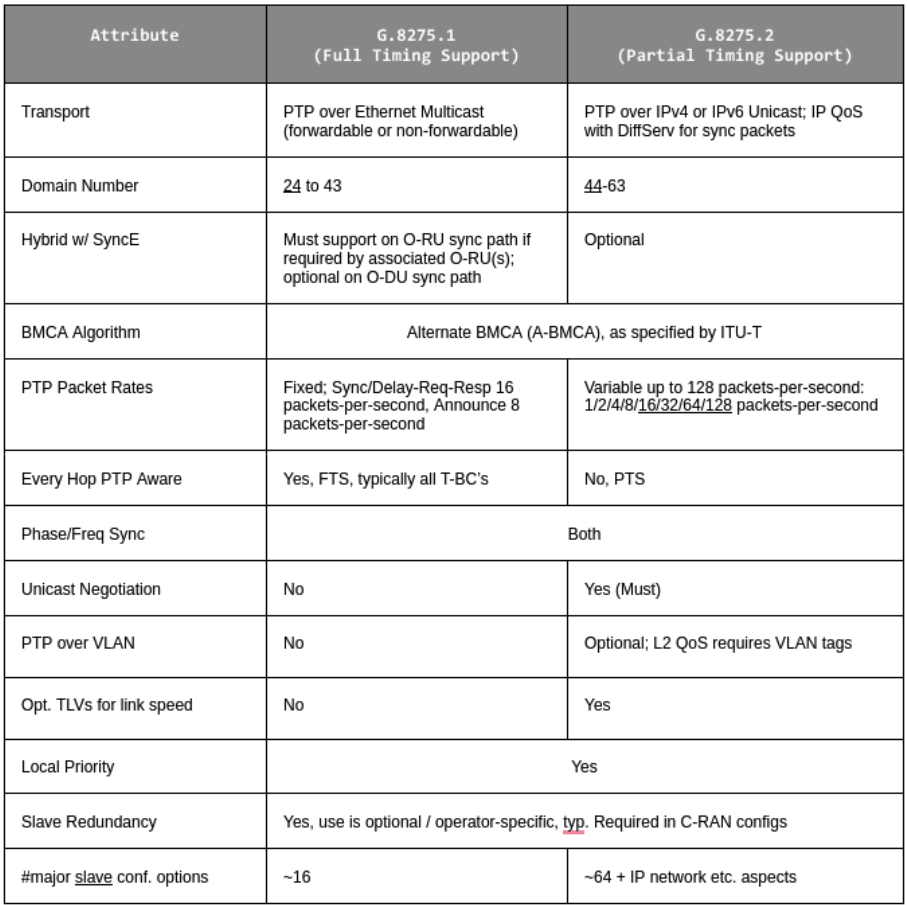 Attribute
G.8275.1
(Full Timing Support)
G.8275.2
(Partial Timing Support)
Transport
PTP over Ethernet Multicast
(forwardable or non-forwardable)
PTP over IPv4 or IPv6 Unicast; IP QoS
with DiffServ for sync packets
Domain Number
24 to 43
44-63
Hybrid w/ SyncE
Must support on O-RU sync path if
required by associated O-RU(s);
optional on O-DU sync path
Optional
BMCA Algorithm
Alternate BMCA (A-BMCA), as specified by ITU-T
PTP Packet Rates
Fixed; Sync/Delay-Req-Resp 16
packets-per-second, Announce 8
packets-per-second
Variable up to 128 packets-per-second:
1/2/4/8/16/32/64/128 packets-per-second
Every Hop PTP Aware
Yes, FTS, typically all T-BC's
No, PTS
Phase/Freq Sync
Both
Unicast Negotiation
No
Yes (Must)
PTP over VLAN
No
Optional; L2 QoS requires VLAN tags
Opt. TLVs for link speed
No
Yes
Local Priority
Yes
Slave Redundancy
Yes, use is optional / operator-specific, typ. Required in C-RAN configs
#major slave conf. options
~16
~64 + IP network etc. aspects